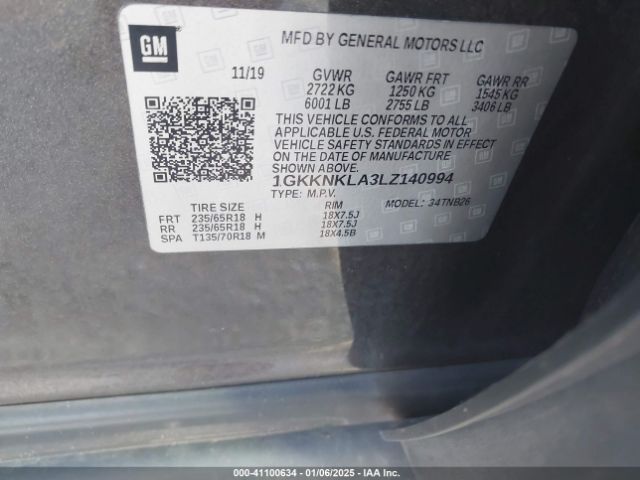 GM
MFD BY GENERAL MOTORS LLC
11/19 GVWR GAWR FRT GAWR RR
2722 KG 1250 KG 1545 KG
6001 LB 2755 LB 3406 LB
THIS VEHICLE CONFORMS TO ALL
APPLICABLE U.S. FEDERAL MOTOR
VEHICLE SAFETY STANDARDS IN EFFECT
ON THE DATE OF MANUFACTURE
SHOWN ABOVE.
1GKKNKLA3LZ140994
TYPE: M.P.V. MODEL: 34TNB26
TIRE SIZE RIM
FRT 235/65R18 H 18X7.5J
RR 235/65R18 H 18X7.5J
SPA T135/70R18 M 18X4.5B
000-41100634 - 01/06/2025 - IAA Inc.